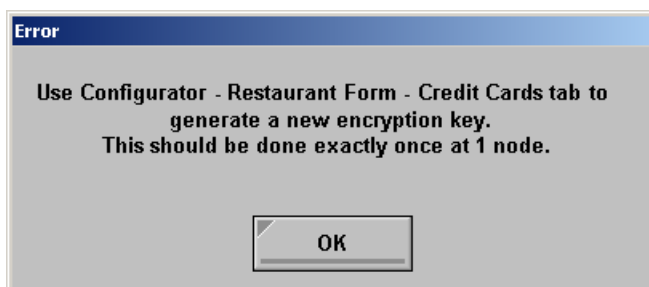 Error
Use Configurator - Restaurant Form - Credit Cards tab to
generate a new encryption key.
This should be done exactly once at 1 node.
OK